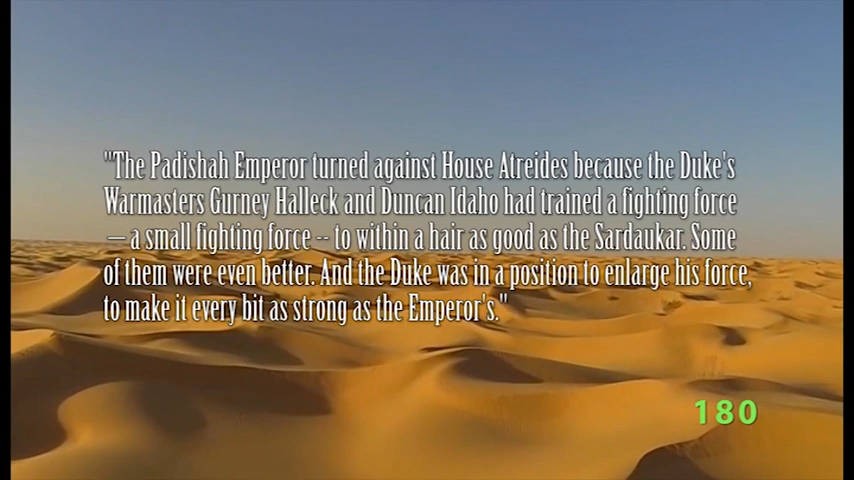 "The Padishah Emperor turned against House Atreides because the Duke's
Warmasters Gurney Halleck and Duncan Idaho had trained a fighting force
– a small fighting force -- to within a hair as good as the Sardaukar. Some
of them were even better. And the Duke was in a position to enlarge his force,
to make it every bit as strong as the Emperor's."
180